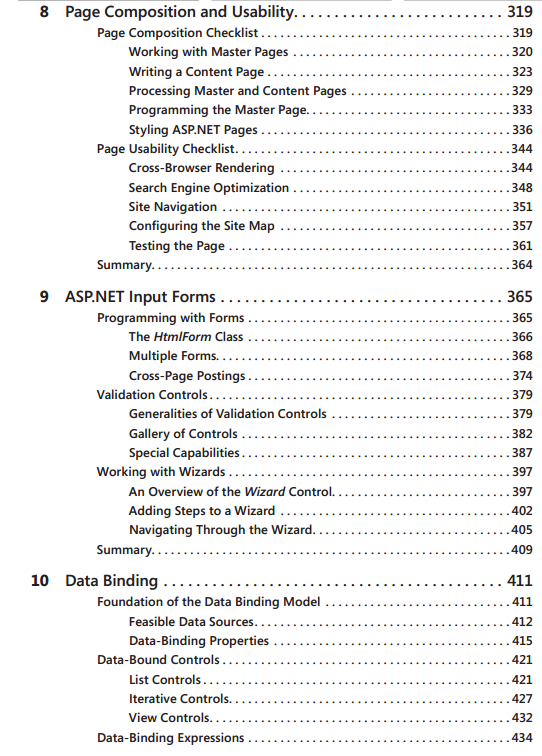 8 Page Composition and Usability. . . . . . . . . . . . . . . . . . . . . . . . . . 319
Page Composition Checklist . . . . . . . . . . . . . . . . . . . . . . . . . . 319
Working with Master Pages . . . . . . . . . . . . . . . . . . . . . . . . . . 320
Writing a Content Page . . . . . . . . . . . . . . . . . . . . . . . . . . 323
Processing Master and Content Pages . . . . . . . . . . . . . . . . . . . . 329
Programming the Master Page. . . . . . . . . . . . . . . . . . . . . . . . . . 333
Styling ASP.NET Pages . . . . . . . . . . . . . . . . . . . . . . . . . . 336
Page Usability Checklist. . . . . . . . . . . . . . . . . . . . . . . . . . 344
Cross-Browser Rendering . . . . . . . . . . . . . . . . . . . . . . . . . . 344
Search Engine Optimization . . . . . . . . . . . . . . . . . . . . . . . . . . 348
Site Navigation . . . . . . . . . . . . . . . . . . . . . . . . . . 351
Configuring the Site Map . . . . . . . . . . . . . . . . . . . . . . . . . . 357
Testing the Page . . . . . . . . . . . . . . . . . . . . . . . . . . 361
Summary. . . . . . . . . . . . . . . . . . . . . . . . . . 364
9 ASP.NET Input Forms . . . . . . . . . . . . . . . . . . . . . . . . . . 365
Programming with Forms . . . . . . . . . . . . . . . . . . . . . . . . . . 365
The HtmlForm Class . . . . . . . . . . . . . . . . . . . . . . . . . . 366
Multiple Forms. . . . . . . . . . . . . . . . . . . . . . . . . . 368
Cross-Page Postings . . . . . . . . . . . . . . . . . . . . . . . . . . 374
Validation Controls . . . . . . . . . . . . . . . . . . . . . . . . . . 379
Generalities of Validation Controls . . . . . . . . . . . . . . . . . . . . . . 379
Gallery of Controls . . . . . . . . . . . . . . . . . . . . . . . . . . 382
Special Capabilities . . . . . . . . . . . . . . . . . . . . . . . . . . 387
Working with Wizards . . . . . . . . . . . . . . . . . . . . . . . . . . 397
An Overview of the Wizard Control. . . . . . . . . . . . . . . . . . . . . . 397
Adding Steps to a Wizard . . . . . . . . . . . . . . . . . . . . . . . . . . 402
Navigating Through the Wizard. . . . . . . . . . . . . . . . . . . . . . . . 405
Summary. . . . . . . . . . . . . . . . . . . . . . . . . . 409
10 Data Binding . . . . . . . . . . . . . . . . . . . . . . . . . . 411
Foundation of the Data Binding Model . . . . . . . . . . . . . . . . . . . . . . 411
Feasible Data Sources. . . . . . . . . . . . . . . . . . . . . . . . . . 412
Data-Binding Properties . . . . . . . . . . . . . . . . . . . . . . . . . . 415
Data-Bound Controls . . . . . . . . . . . . . . . . . . . . . . . . . . 421
List Controls . . . . . . . . . . . . . . . . . . . . . . . . . . 421
Iterative Controls. . . . . . . . . . . . . . . . . . . . . . . . . . 427
View Controls. . . . . . . . . . . . . . . . . . . . . . . . . . 432
Data-Binding Expressions . . . . . . . . . . . . . . . . . . . . . . . . . . 434